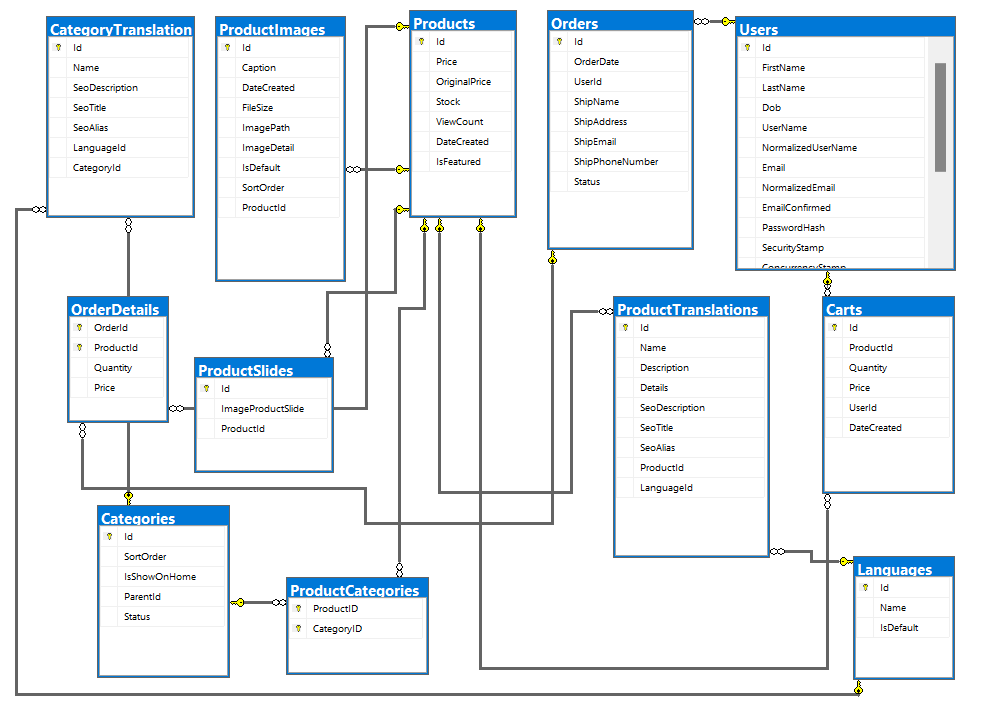 CategoryTranslation
Id
Name
SeoDescription
SeoTitle
SeoAlias
LanguageId
CategoryId
ProductImages
Id
Caption
DateCreated
FileSize
ImagePath
ImageDetail
IsDefault
SortOrder
ProductId
Products
Id
Price
OriginalPrice
Stock
ViewCount
DateCreated
IsFeatured
Orders
Id
OrderDate
UserId
ShipName
ShipAddress
ShipEmail
ShipPhoneNumber
Status
Users
Id
FirstName
LastName
Dob
UserName
NormalizedUserName
Email
NormalizedEmail
EmailConfirmed
PasswordHash
SecurityStamp
ConcurrencyStamp
OrderDetails
OrderId
ProductId
Quantity
Price
ProductSlides
Id
ImageProductSlide
ProductId
ProductTranslations
Id
Name
Description
Details
SeoDescription
SeoTitle
SeoAlias
ProductId
LanguageId
Carts
Id
ProductId
Quantity
Price
UserId
DateCreated
Categories
Id
SortOrder
IsShowOnHome
ParentId
Status
ProductCategories
ProductID
CategoryID
Languages
Id
Name
IsDefault